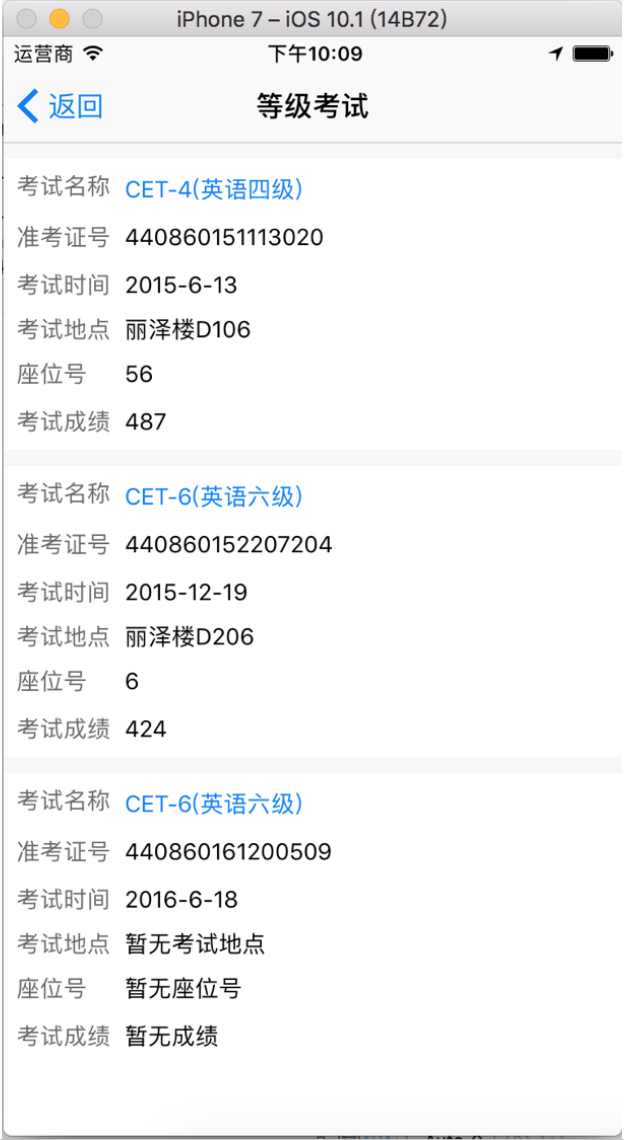 iPhone 7 – iOS 10.1 (14B72)
运营商 下午10:09
返回 等级考试
考试名称 CET-4(英语四级)
准考证号 440860151113020
考试时间 2015-6-13
考试地点 丽泽楼D106
座位号 56
考试成绩 487
考试名称 CET-6(英语六级)
准考证号 440860152207204
考试时间 2015-12-19
考试地点 丽泽楼D206
座位号 6
考试成绩 424
考试名称 CET-6(英语六级)
准考证号 440860161200509
考试时间 2016-6-18
考试地点 暂无考试地点
座位号 暂无座位号
考试成绩 暂无成绩